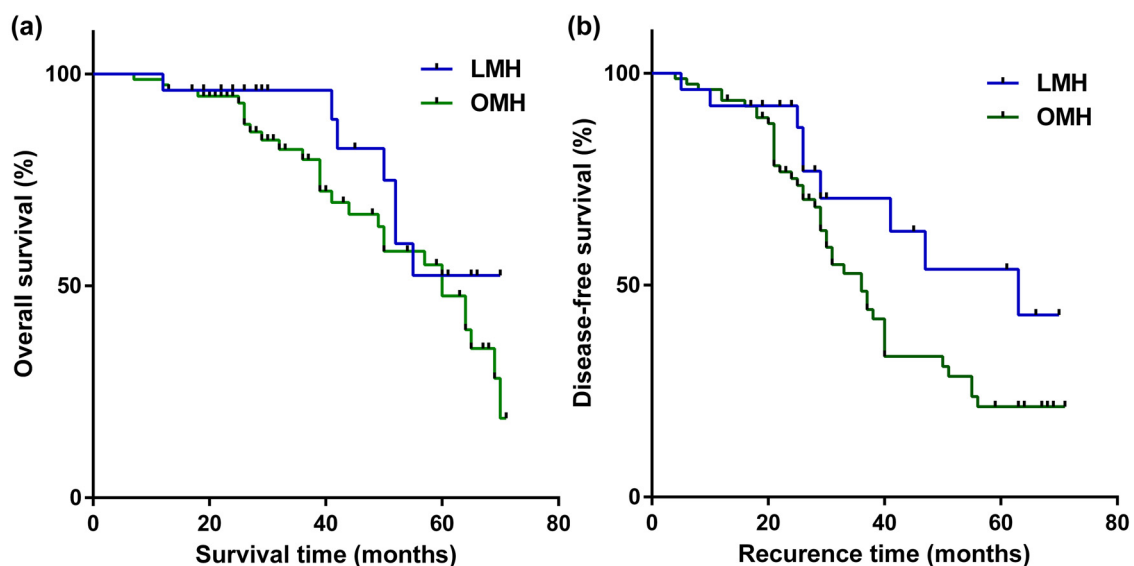 (a)
LMH
OMH
100
50
0
Overall survival (%)
0 20 40 60 80
Survival time (months)
(b)
LMH
OMH
100
50
0
Disease-free survival (%)
0 20 40 60 80
Recurence time (months)